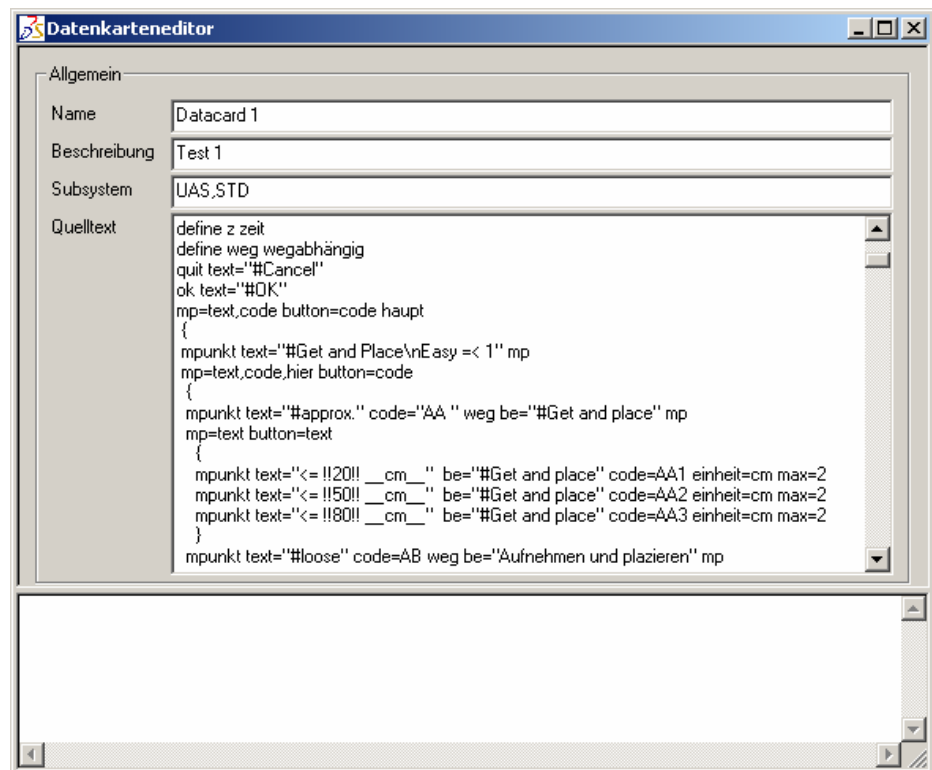 Datenkarteneditor
Allgemein
Name Datacard 1
Beschreibung Test 1
Subsystem UAS,STD
Quelltext
define z zeit
define weg wegabhängig
quit text="#Cancel"
ok text="#OK"
mp=text,code button=code haupt
{
mpunkt text="#Get and Place\nEasy =< 1" mp
mp=text,code,hier button=code
{
mpunkt text="#approx." code="AA " weg be="#Get and place" mp
mp=text button=text
{
mpunkt text="<= !!20!! __cm__"  be="#Get and place" code=AA1 einheit=cm max=2
mpunkt text="<= !!50!! __cm__"  be="#Get and place" code=AA2 einheit=cm max=2
mpunkt text="<= !!80!! __cm__"  be="#Get and place" code=AA3 einheit=cm max=2
}
mpunkt text="#loose" code=AB weg be="Aufnehmen und plazieren" mp